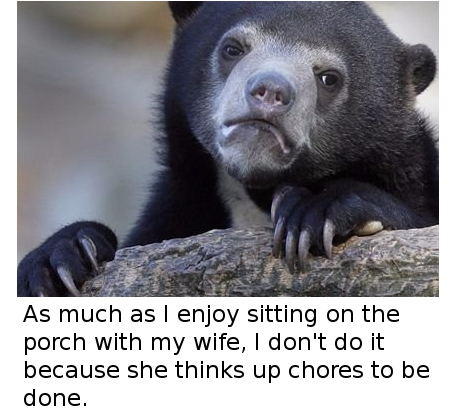 As much as I enjoy sitting on the
porch with my wife, I don't do it
because she thinks up chores to be
done.